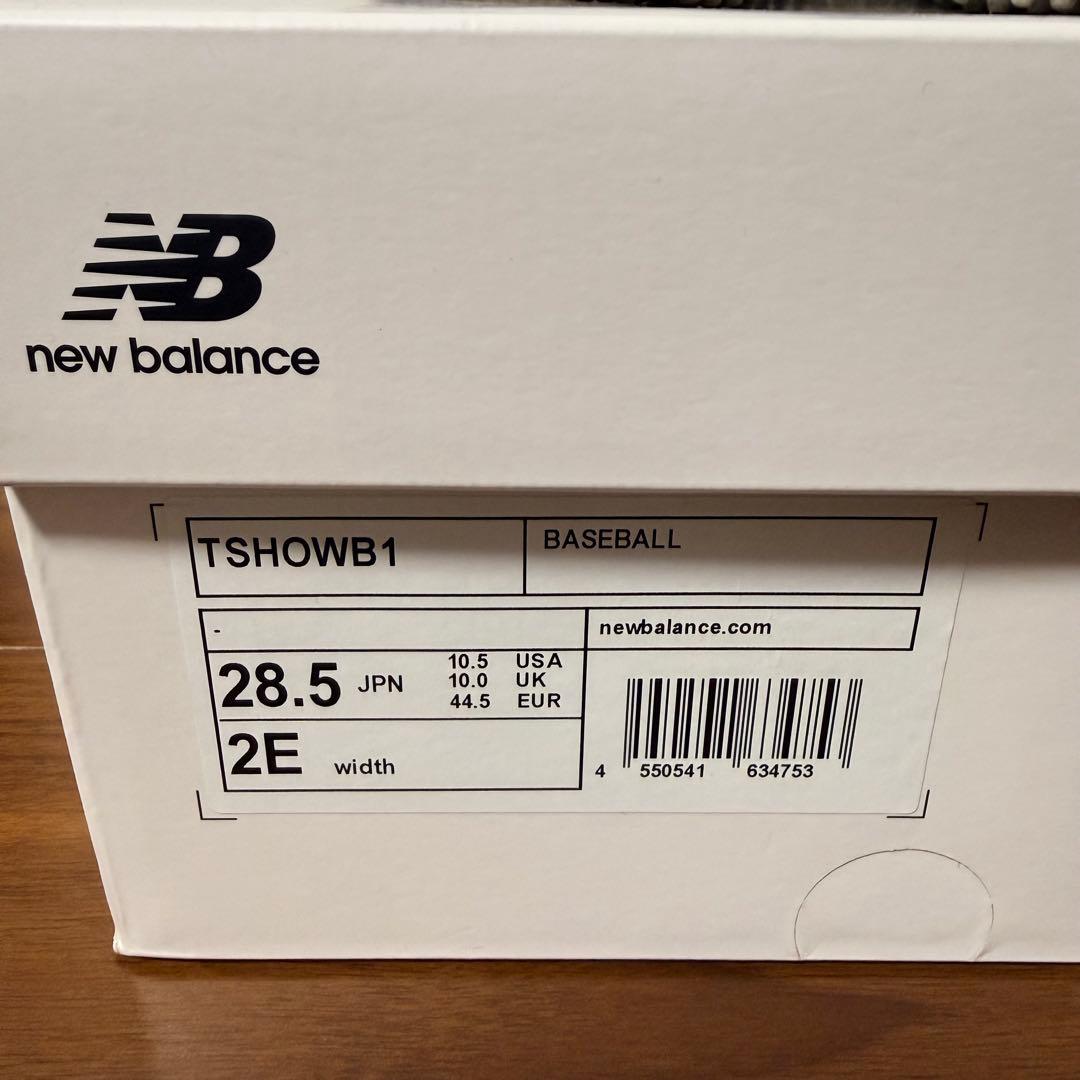 NB
new balance
TSHOWB1
BASEBALL
-
newbalance.com
28.5 JPN
10.5 USA
10.0 UK
44.5 EUR
2E width
4 550541 634753